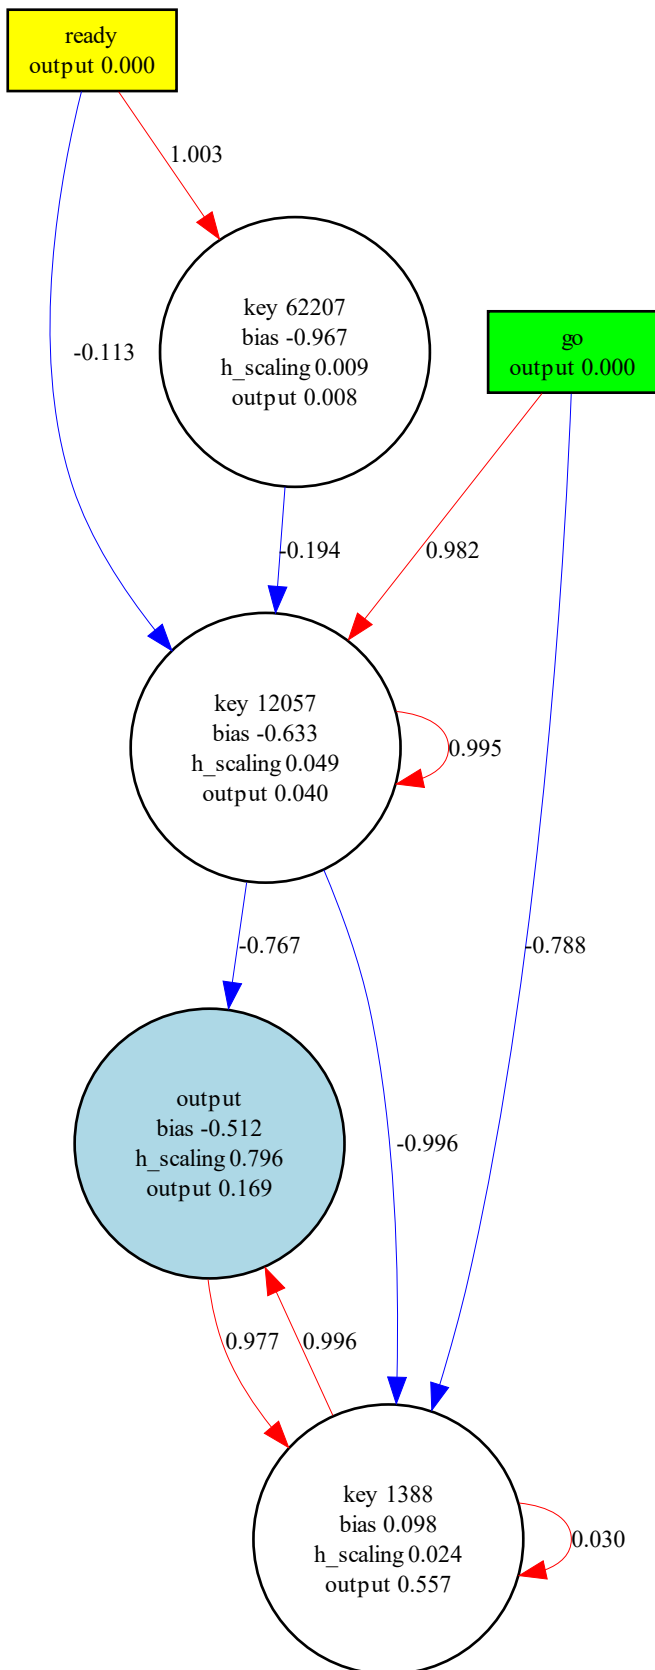 ready
output 0.000
1.003
key 62207
bias -0.967
h_scaling 0.009
output 0.008
go
output 0.000
-0.113
-0.194
0.982
key 12057
bias -0.633
h_scaling 0.049
output 0.040
0.995
-0.767
-0.788
output
bias -0.512
h_scaling 0.796
output 0.169
-0.996
0.977
0.996
key 1388
bias 0.098
h_scaling 0.024
output 0.557
0.030